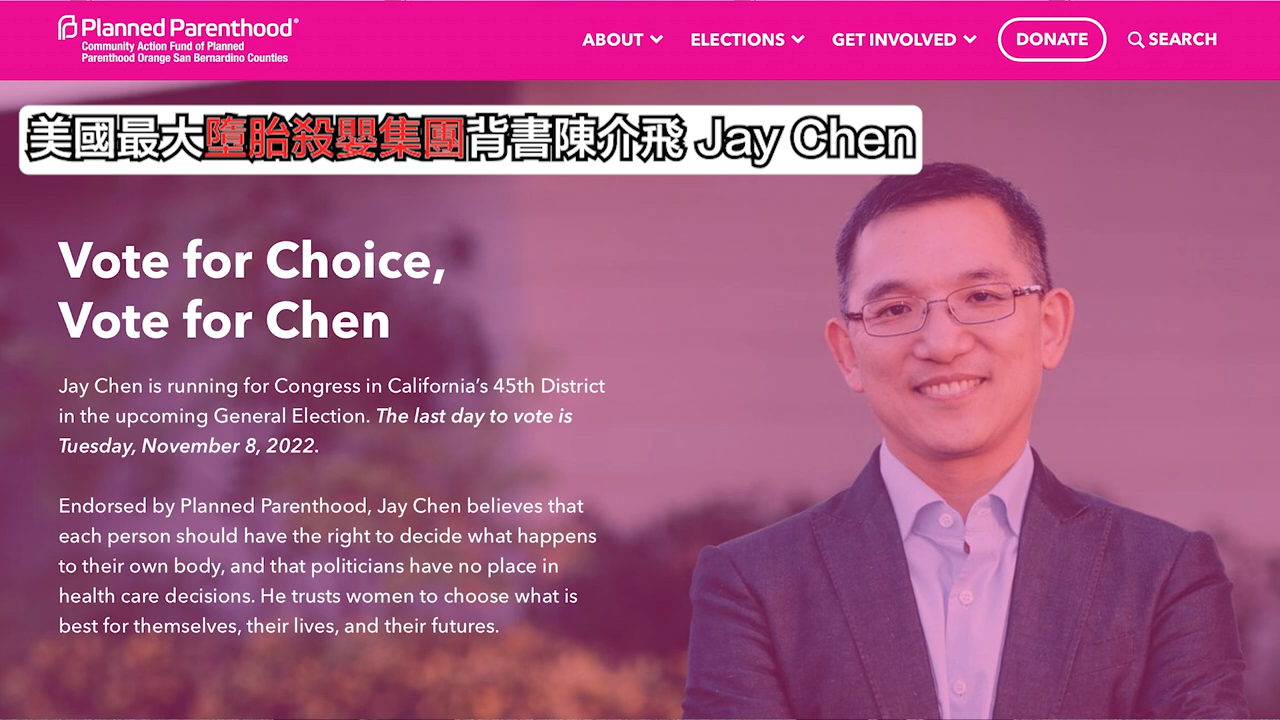 Planned Parenthood®
Community Action Fund of Planned
Parenthood Orange San Bernardino Counties
ABOUT ELECTIONS GET INVOLVED DONATE SEARCH
美國最大墮胎殺嬰集團背書陳介飛 Jay Chen
Vote for Choice,
Vote for Chen
Jay Chen is running for Congress in California’s 45th District
in the upcoming General Election. The last day to vote is
Tuesday, November 8, 2022.
Endorsed by Planned Parenthood, Jay Chen believes that
each person should have the right to decide what happens
to their own body, and that politicians have no place in
health care decisions. He trusts women to choose what is
best for themselves, their lives, and their futures.